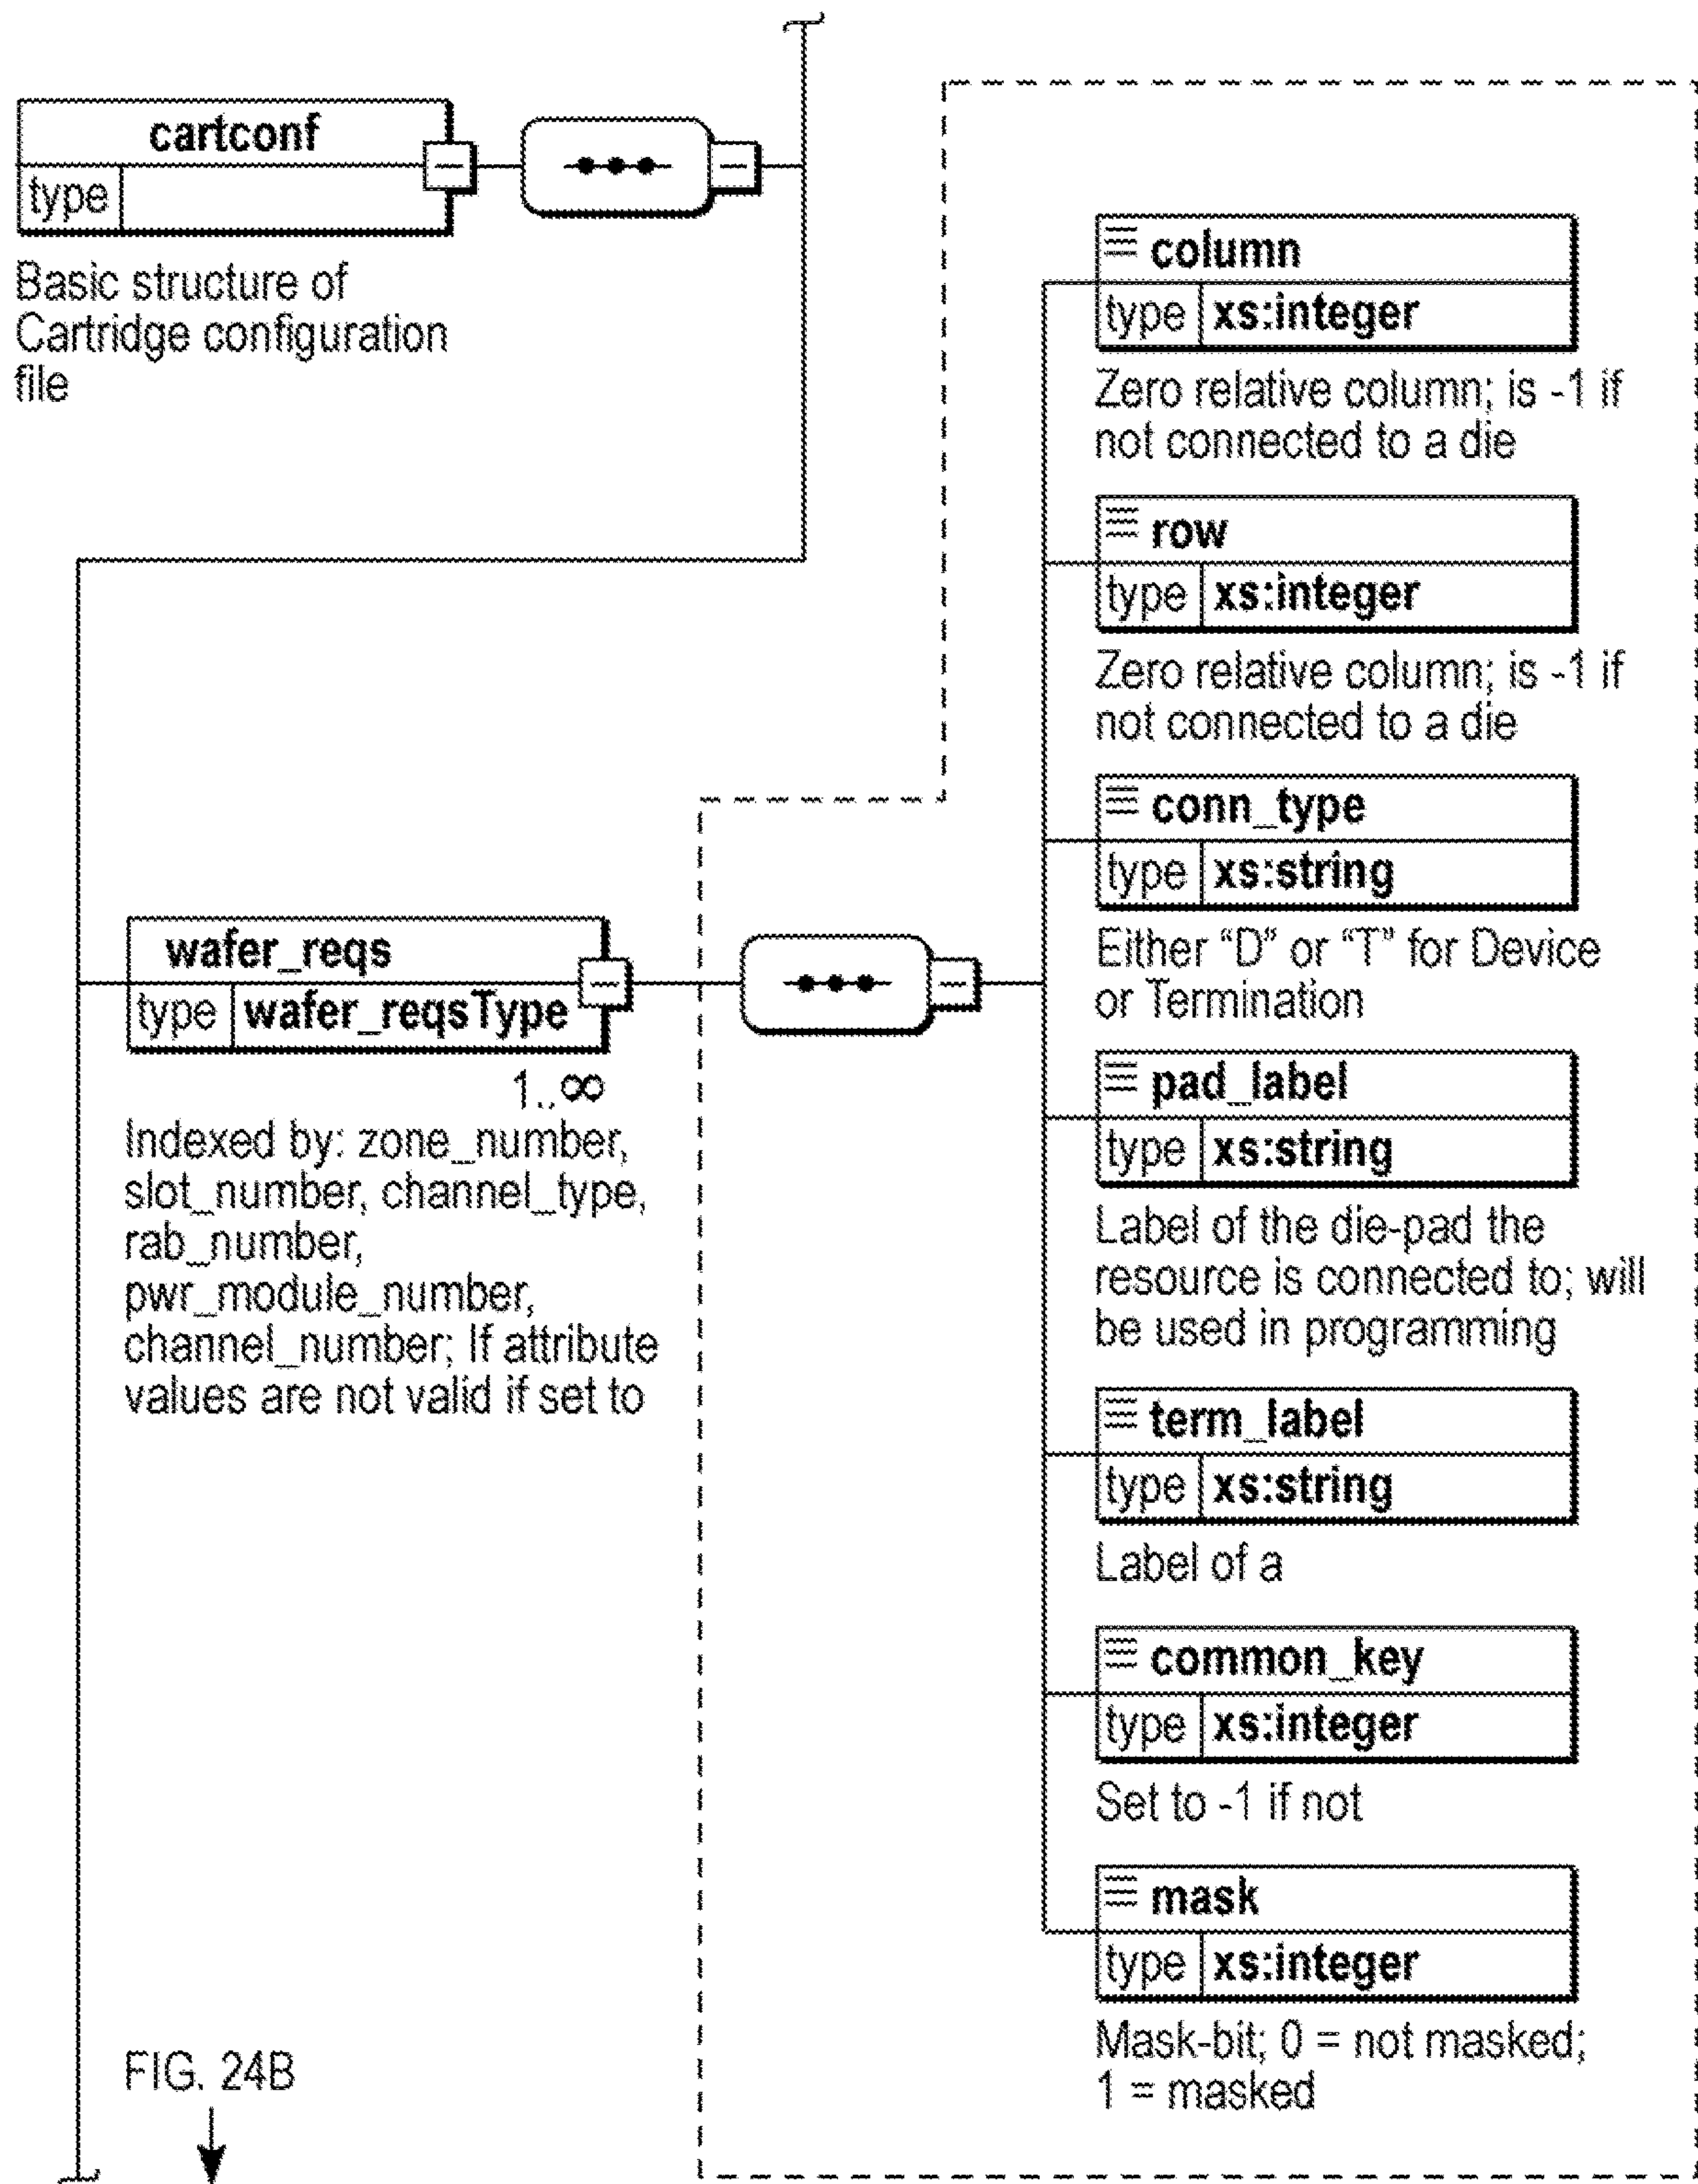 cartconf
type
Basic structure of
Cartridge configuration
file
column
type xs:integer
Zero relative column; is -1 if
not connected to a die
row
type xs:integer
Zero relative column; is -1 if
not connected to a die
conn_type
type xs:string
Either “D” or “T” for Device
or Termination
wafer_reqs
type wafer_reqsType
1..∞
Indexed by: zone_number,
slot_number, channel_type,
rab_number,
pwr_module_number,
channel_number; If attribute
values are not valid if set to
pad_label
type xs:string
Label of the die-pad the
resource is connected to; will
be used in programming
term_label
type xs:string
Label of a
common_key
type xs:integer
Set to -1 if not
mask
type xs:integer
Mask-bit; 0 = not masked;
1 = masked
FIG. 24B